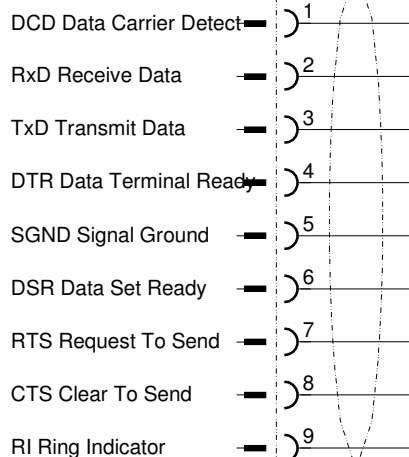 DCD Data Carrier Detect 1
RxD Receive Data 2
TxD Transmit Data 3
DTR Data Terminal Ready 4
SGND Signal Ground 5
DSR Data Set Ready 6
RTS Request To Send 7
CTS Clear To Send 8
RI Ring Indicator 9